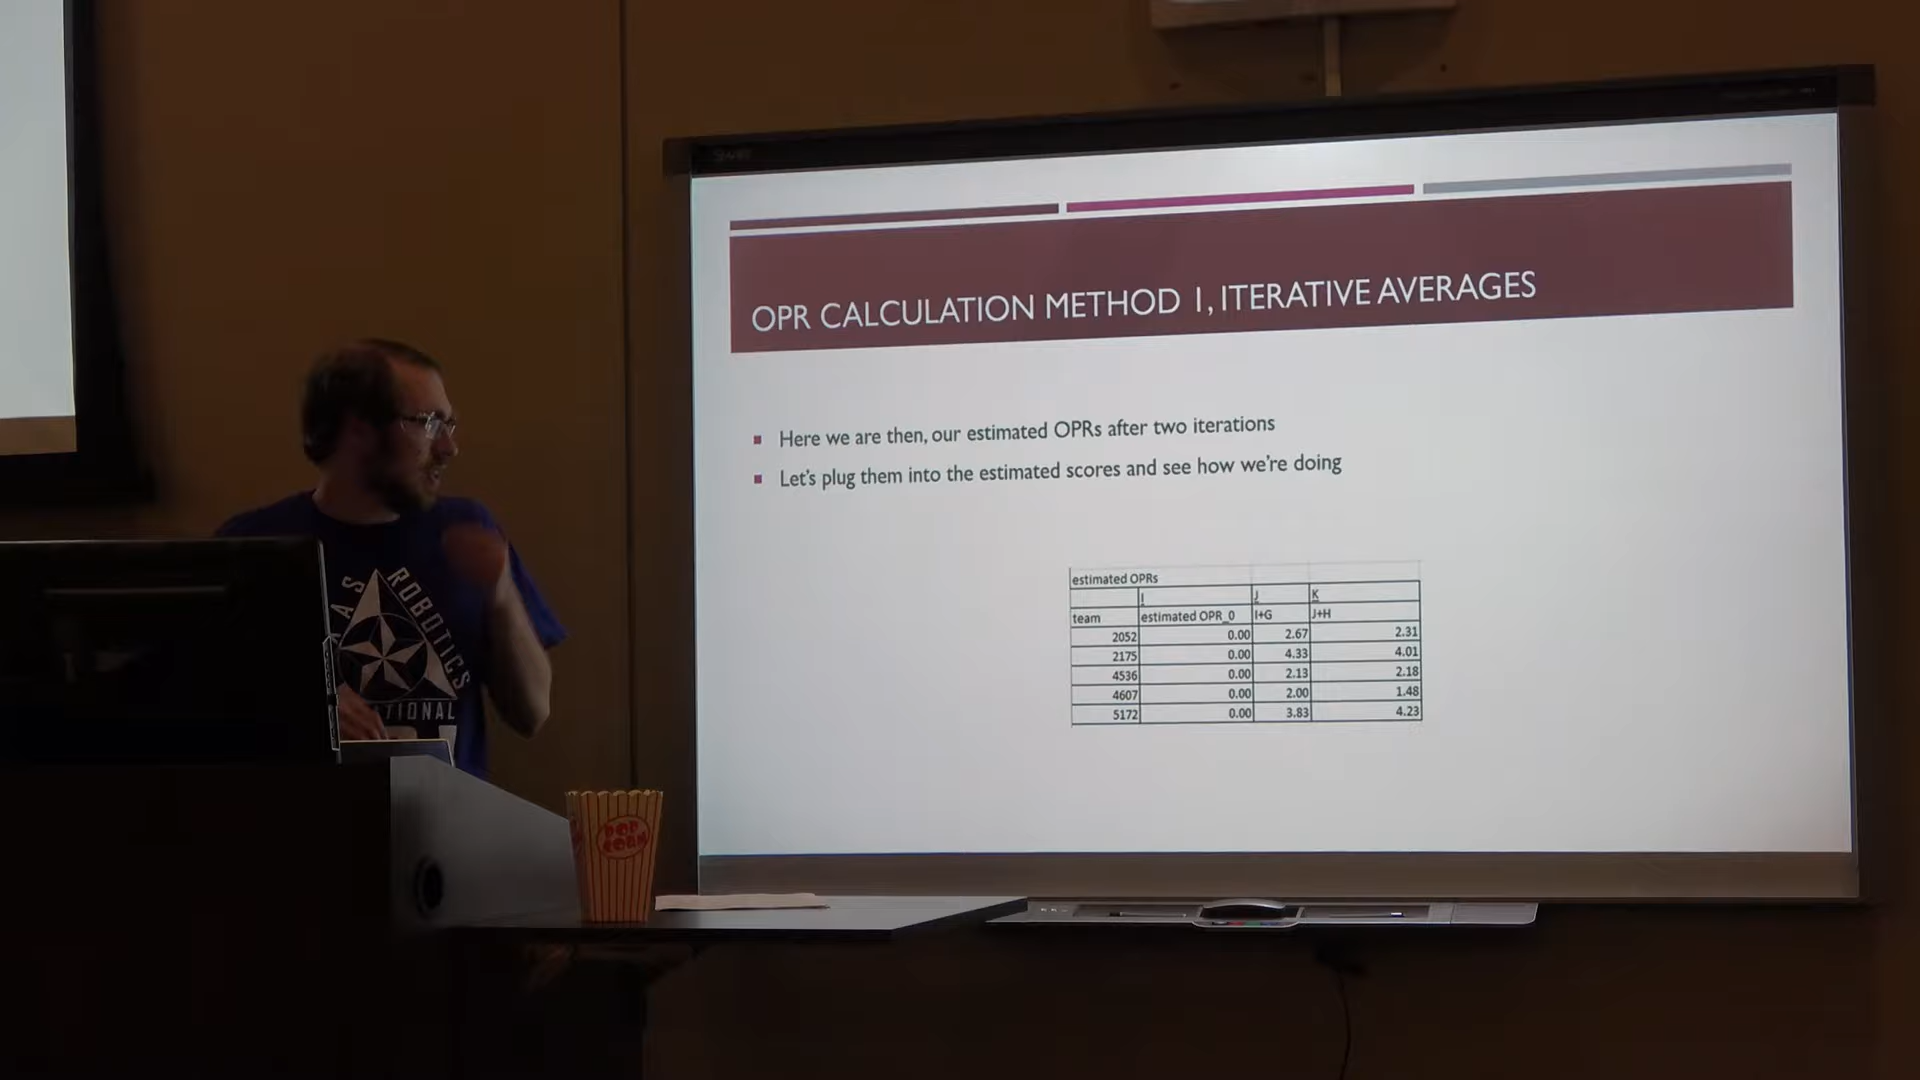 SMART
OPR CALCULATION METHOD 1, ITERATIVE AVERAGES
Here we are then, our estimated OPRs after two iterations
Let's plug them into the estimated scores and see how we're doing
estimated OPRs
I J K
team estimated OPR_0 I+G J+H
2052 0.00 2.67 2.31
2175 0.00 4.33 4.01
4536 0.00 2.13 2.18
4607 0.00 2.00 1.48
5172 0.00 3.83 4.23
AS ROBOTICS
TIONAL
POP
CORN